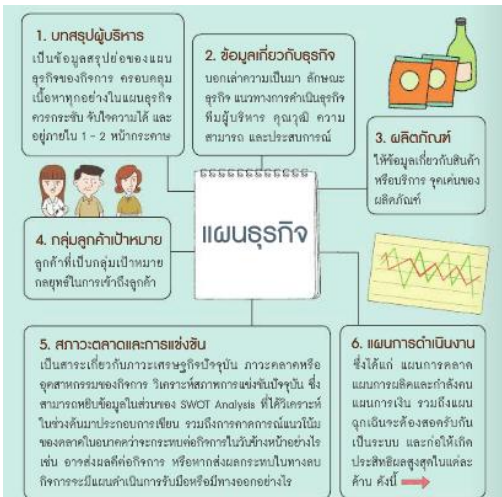 1. บทสรุปผู้บริหาร
เป็นข้อมูลสรุปย่อของแผน
ธุรกิจของกิจการ ครอบคลุม
เนื้อหาทุกอย่างในแผนธุรกิจ
ควรกระชับ จับใจความได้ และ
อยู่ภายใน 1 - 2 หน้ากระดาษ
2. ข้อมูลเกี่ยวกับธุรกิจ
บอกเล่าความเป็นมา ลักษณะ
ธุรกิจ แนวทางการดำเนินธุรกิจ
ทีมผู้บริหาร คุณวุฒิ ความ
สามารถ และประสบการณ์
3. ผลิตภัณฑ์
ให้ข้อมูลเกี่ยวกับสินค้า
หรือบริการ จุดเด่นของ
ผลิตภัณฑ์
แผนธุรกิจ
4. กลุ่มลูกค้าเป้าหมาย
ลูกค้าที่เป็นกลุ่มเป้าหมาย
กลยุทธ์ในการเข้าถึงลูกค้า
5. สภาวะตลาดและการแข่งขัน
เป็นสาระเกี่ยวกับภาวะเศรษฐกิจปัจจุบัน ภาวะตลาดหรือ
อุตสาหกรรมของกิจการ วิเคราะห์สภาพการแข่งขันปัจจุบัน ซึ่ง
สามารถหยิบข้อมูลในส่วนของ SWOT Analysis ที่ได้วิเคราะห์
ในช่วงต้นมาประกอบการเขียน รวมถึงการคาดการณ์แนวโน้ม
ของตลาดในอนาคตว่าจะกระทบต่อกิจการในวันข้างหน้าอย่างไร
เช่น อาจส่งผลดีต่อกิจการ หรือหากส่งผลกระทบในทางลบ
กิจการจะมีแผนดำเนินการรับมือหรือมีทางออกอย่างไร
6. แผนการดำเนินงาน
ซึ่งได้แก่ แผนการตลาด
แผนการผลิตและกำลังคน
แผนการเงิน รวมถึงแผน
ฉุกเฉินจะต้องสอดรับกัน
เป็นระบบ และก่อให้เกิด
ประสิทธิผลสูงสุดในแต่ละ
ด้าน ดังนี้